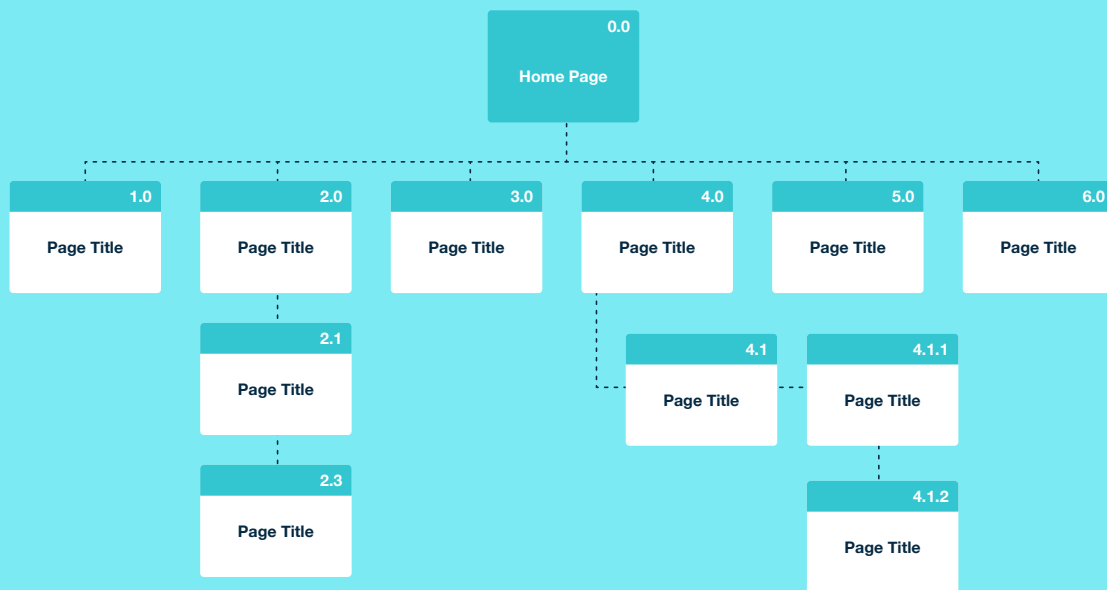 0.0
Home Page
1.0
Page Title
2.0
Page Title
3.0
Page Title
4.0
Page Title
5.0
Page Title
6.0
Page Title
2.1
Page Title
2.3
Page Title
4.1
Page Title
4.1.1
Page Title
4.1.2
Page Title